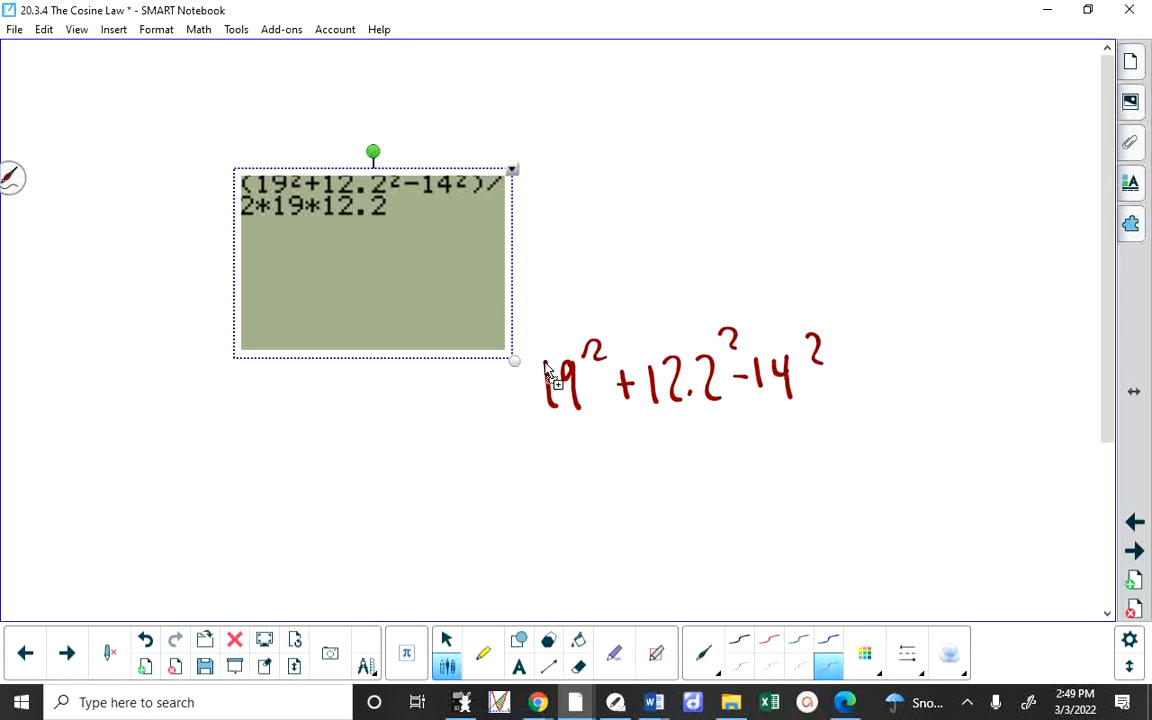 20.3.4 The Cosine Law * - SMART Notebook
File Edit View Insert Format Math Tools Add-ons Account Help
(19²+12.2²-14²)/
2*19*12.2
19² + 12.2² - 14²
Type here to search
Sno...
2:49 PM
3/3/2022